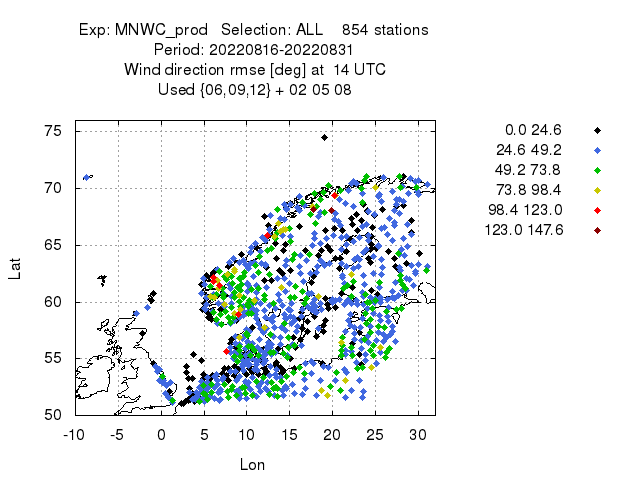 Exp: MNWC_prod   Selection: ALL    854 stations
Period: 20220816-20220831
Wind direction rmse [deg] at  14 UTC
Used {06,09,12} + 02 05 08
0.0 24.6
24.6 49.2
49.2 73.8
73.8 98.4
98.4 123.0
123.0 147.6
75
70
65
60
55
50
Lat
-10 -5 0 5 10 15 20 25 30
Lon